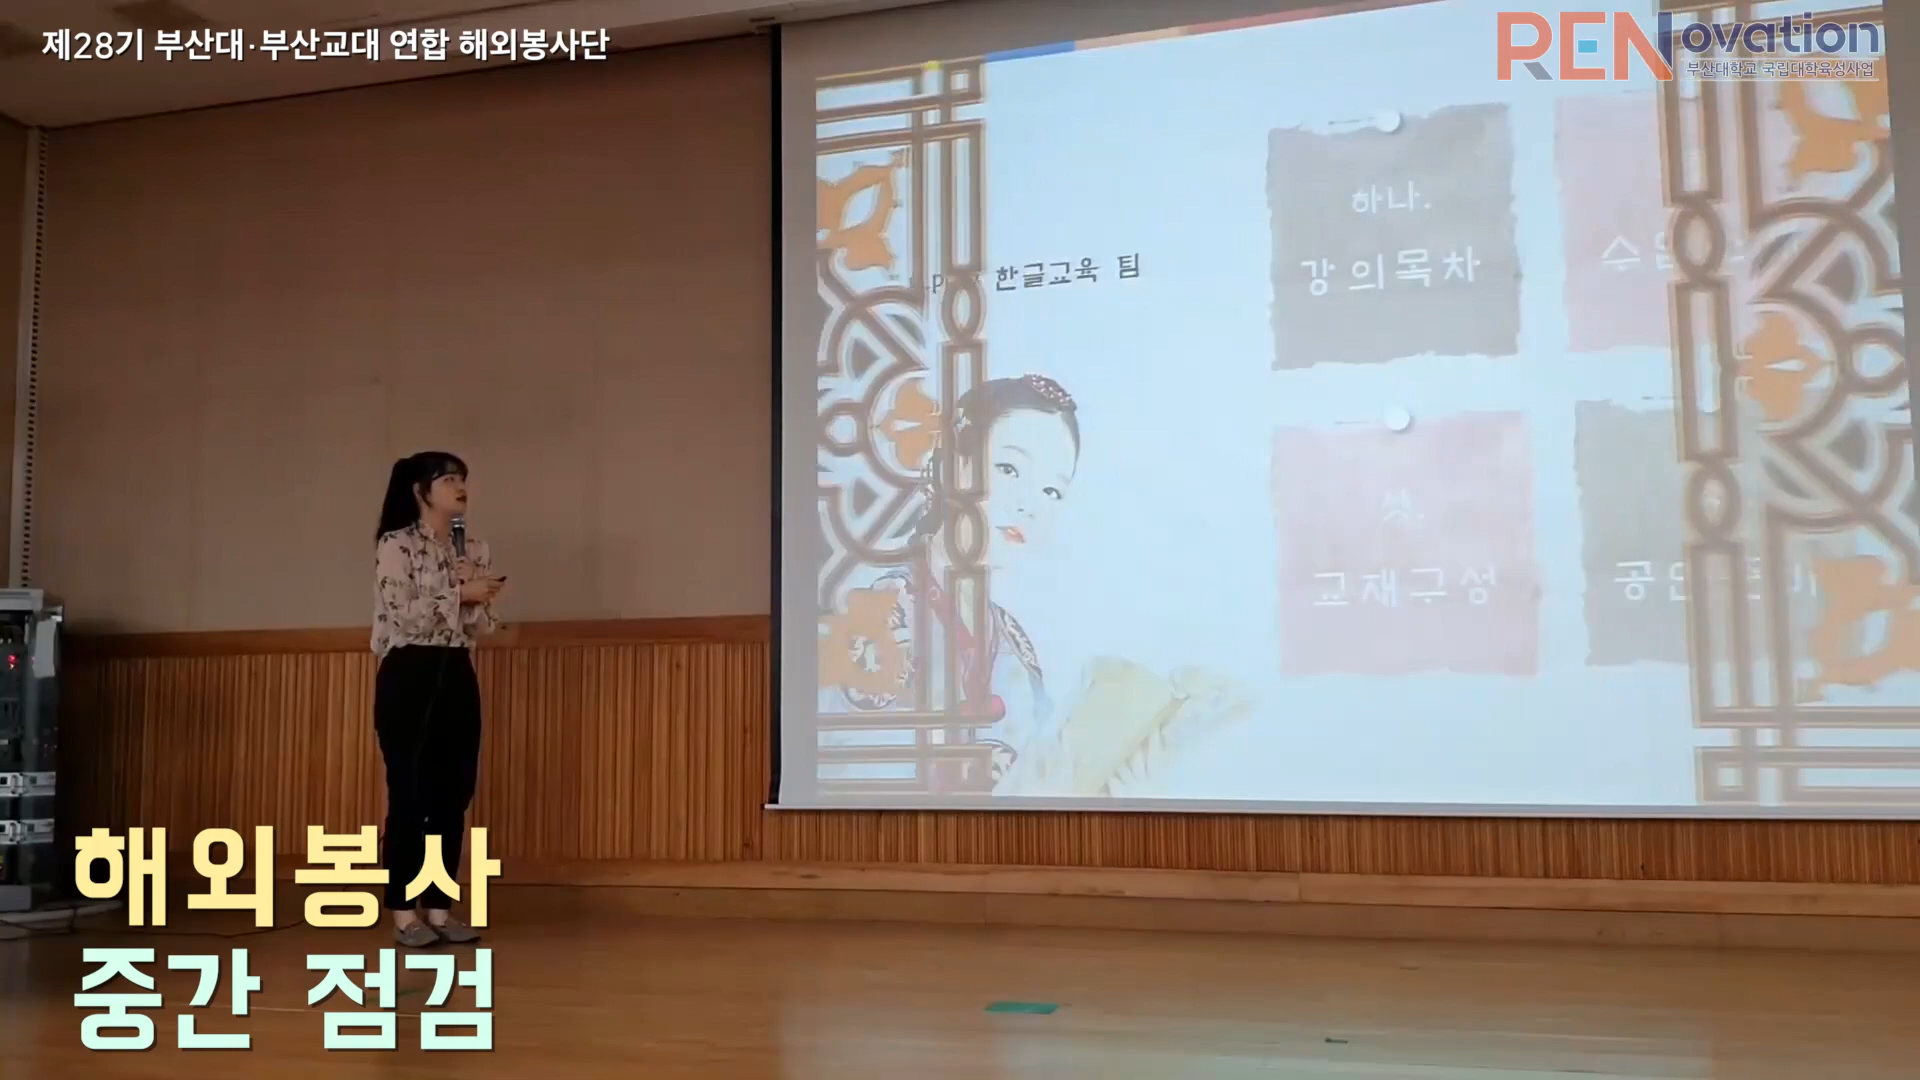 제28기 부산대·부산교대 연합 해외봉사단
RENovation
부산대학교 국립대학육성사업
하나.
강의목차
한글교육 팀
셋.
교재구성
해외봉사
중간 점검